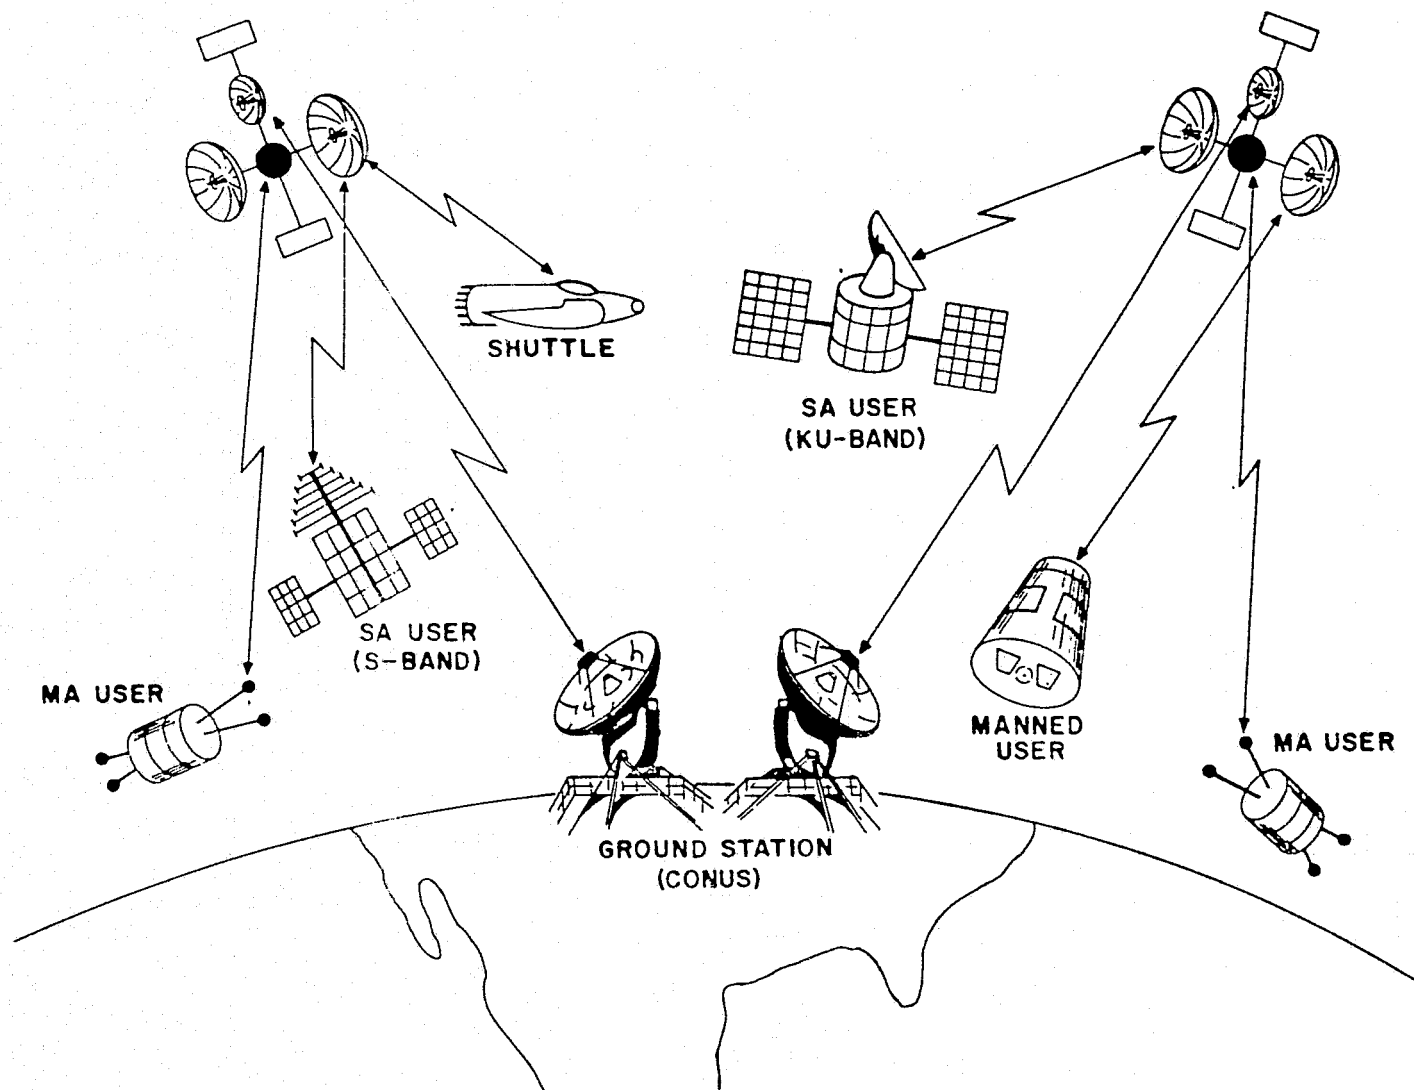 SHUTTLE
SA USER
(KU-BAND)
SA USER
(S-BAND)
MA USER
MANNED
USER
MA USER
GROUND STATION
(CONUS)